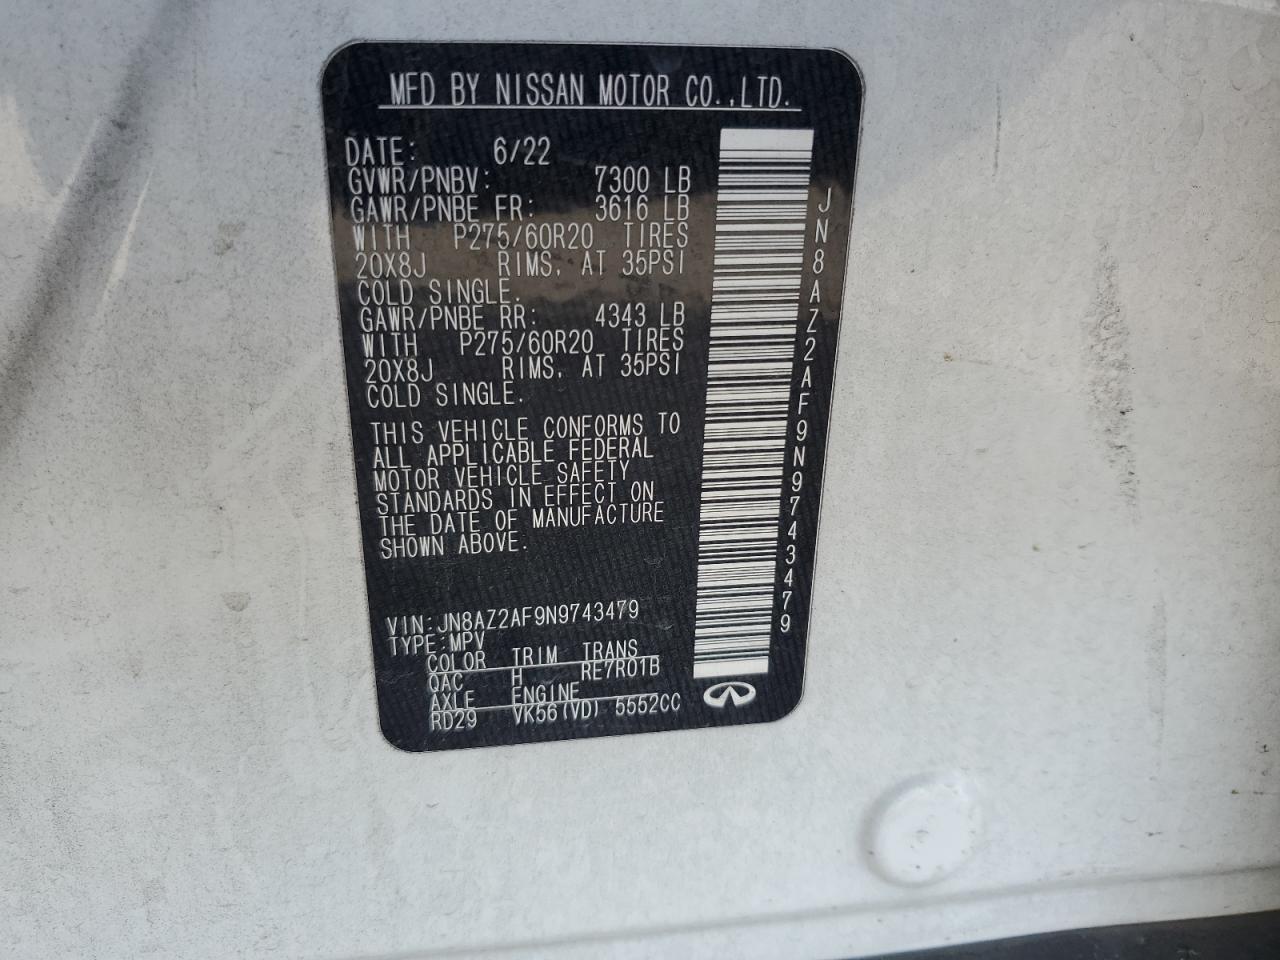 MFD BY NISSAN MOTOR CO.,LTD.
DATE: 6/22
GVWR/PNBV: 7300 LB
GAWR/PNBE FR: 3616 LB
WITH P275/60R20 TIRES
20X8J RIMS, AT 35PSI
COLD SINGLE.
GAWR/PNBE RR: 4343 LB
WITH P275/60R20 TIRES
20X8J RIMS, AT 35PSI
COLD SINGLE.
THIS VEHICLE CONFORMS TO
ALL APPLICABLE FEDERAL
MOTOR VEHICLE SAFETY
STANDARDS IN EFFECT ON
THE DATE OF MANUFACTURE
SHOWN ABOVE.
VIN:JN8AZ2AF9N9743479
TYPE:MPV
COLOR TRIM TRANS
QAC H RE7R01B
AXLE ENGINE
RD29 VK56(VD) 5552CC
JN8AZ2AF9N9743479